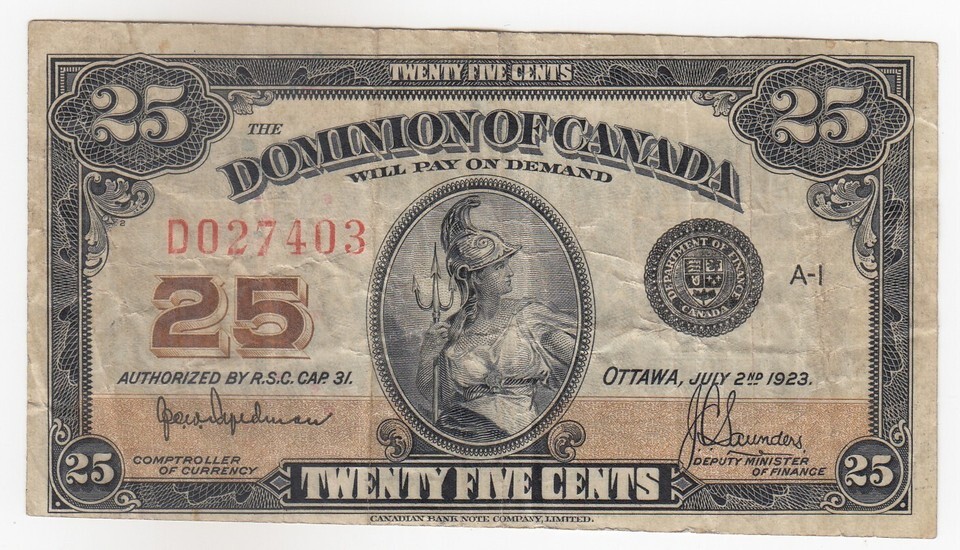 TWENTY FIVE CENTS
25 25
THE
DOMINION OF CANADA
WILL PAY ON DEMAND
D027403
25
DEPARTMENT OF FINANCE
CANADA
A-1
AUTHORIZED BY R.S.C. CAP. 31.
OTTAWA, JULY 2ND 1923.
J.C. Saunders
COMPTROLLER
OF CURRENCY
DEPUTY MINISTER
OF FINANCE
25 25
TWENTY FIVE CENTS
CANADIAN BANK NOTE COMPANY, LIMITED.